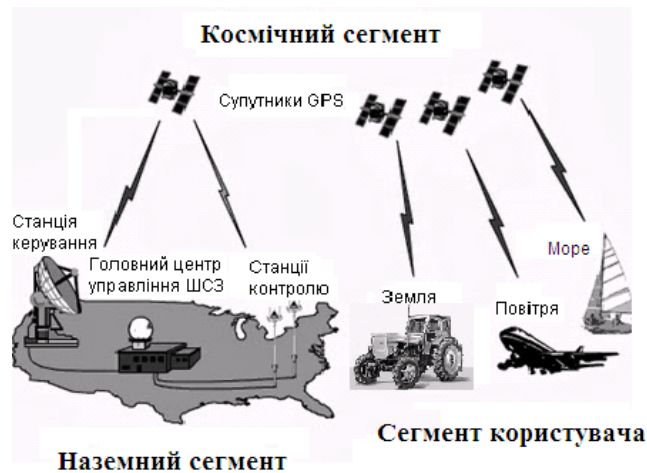 Космічний сегмент
Супутники GPS
Станція
керування
Головний центр
управління ШСЗ
Станції
контролю
Земля
Повітря
Море
Наземний сегмент
Сегмент користувача